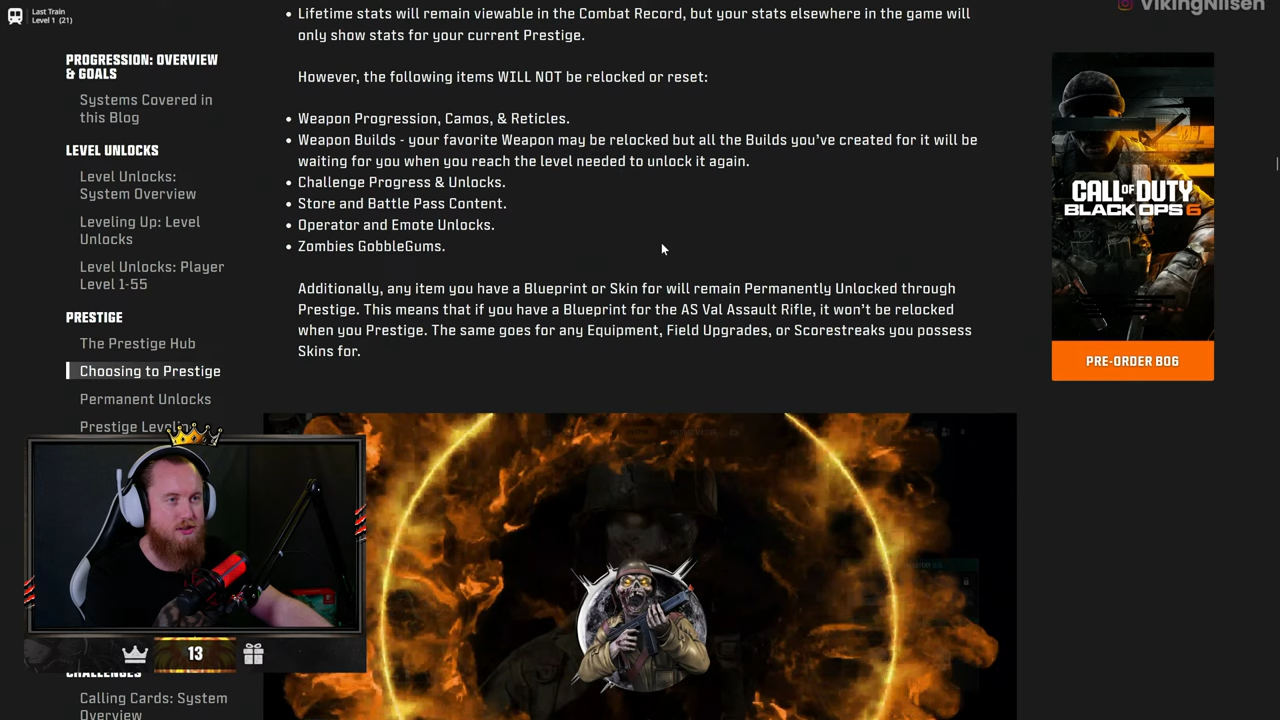 Last Train
Level 1 (21)
VikingNilsen
PROGRESSION: OVERVIEW
& GOALS
Systems Covered in
this Blog
LEVEL UNLOCKS
Level Unlocks:
System Overview
Leveling Up: Level
Unlocks
Level Unlocks: Player
Level 1-55
PRESTIGE
The Prestige Hub
Choosing to Prestige
Permanent Unlocks
Prestige
13
CHALLENGES
Calling Cards: System
Overview
• Lifetime stats will remain viewable in the Combat Record, but your stats elsewhere in the game will
only show stats for your current Prestige.
However, the following items WILL NOT be relocked or reset:
• Weapon Progression, Camos, & Reticles.
• Weapon Builds - your favorite Weapon may be relocked but all the Builds you've created for it will be
waiting for you when you reach the level needed to unlock it again.
• Challenge Progress & Unlocks.
• Store and Battle Pass Content.
• Operator and Emote Unlocks.
• Zombies GobbleGums.
Additionally, any item you have a Blueprint or Skin for will remain Permanently Unlocked through
Prestige. This means that if you have a Blueprint for the AS Val Assault Rifle, it won't be relocked
when you Prestige. The same goes for any Equipment, Field Upgrades, or Scorestreaks you possess
Skins for.
CALL OF DUTY
BLACK OPS 6
PRE-ORDER BO6